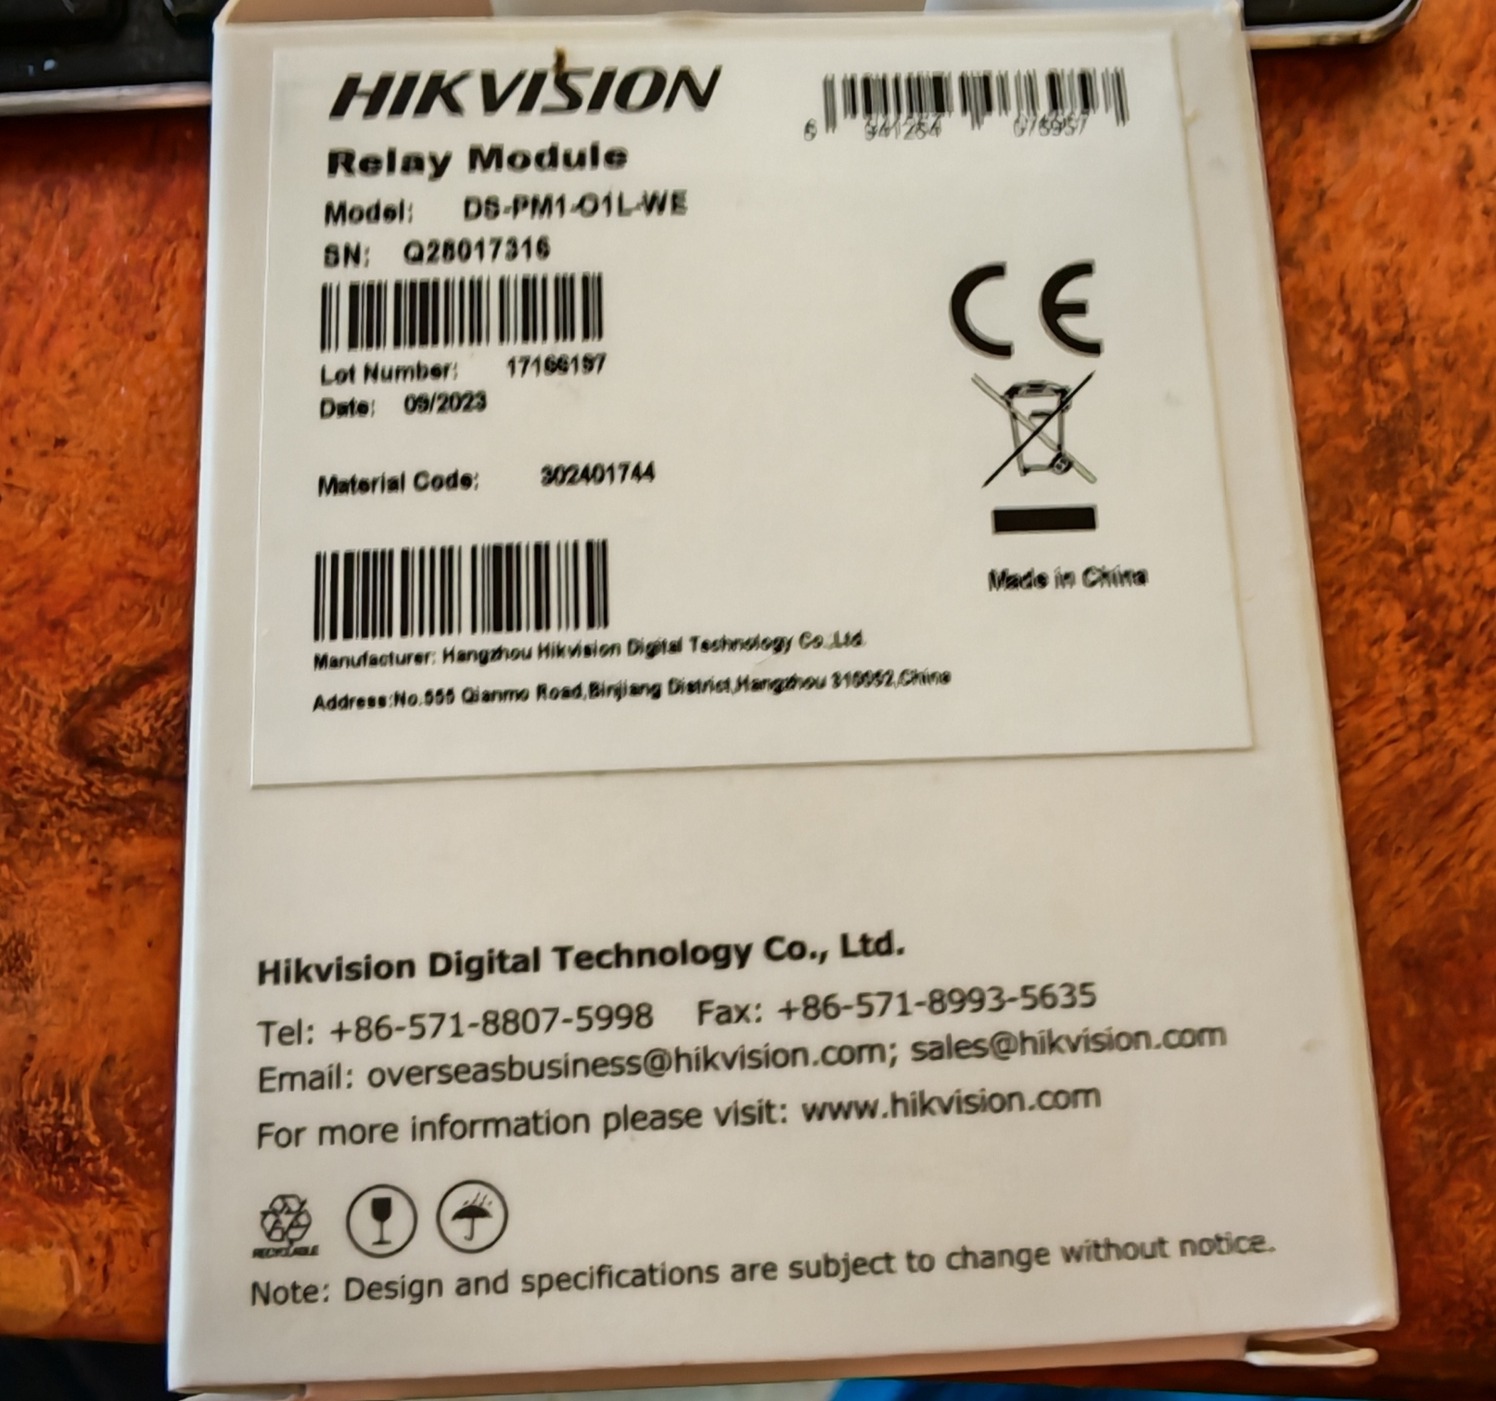 HIKVISION
Relay Module
Model: DS-PM1-O1L-WE
SN: Q28017316
Lot Number: 17166197
Date: 09/2023
Material Code: 302401744
Made in China
Manufacturer: Hangzhou Hikvision Digital Technology Co.,Ltd.
Address:No.555 Qianmo Road,Binjiang District,Hangzhou 310052,China
Hikvision Digital Technology Co., Ltd.
Tel: +86-571-8807-5998 Fax: +86-571-8993-5635
Email: overseasbusiness@hikvision.com; sales@hikvision.com
For more information please visit: www.hikvision.com
RECYCLABLE
Note: Design and specifications are subject to change without notice.